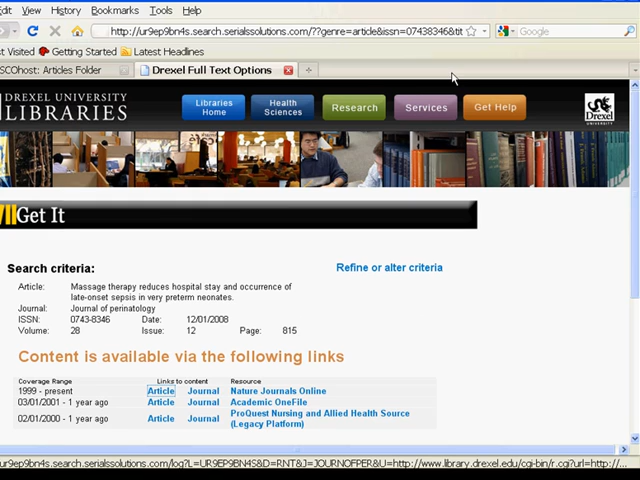 dit View History Bookmarks Tools Help
http://ur9ep9bn4s.search.serialssolutions.com/??genre=article&issn=07438346&tit Google
st Visited Getting Started Latest Headlines
SCOhost: Articles Folder Drexel Full Text Options
DREXEL UNIVERSITY
LIBRARIES
Libraries Home
Health Sciences
Research
Services
Get Help
Drexel
UNIVERSITY
Get It
Search criteria: Refine or alter criteria
Article: Massage therapy reduces hospital stay and occurrence of
late-onset sepsis in very preterm neonates.
Journal: Journal of perinatology
ISSN: 0743-8346 Date: 12/01/2008
Volume: 28 Issue: 12 Page: 815
Content is available via the following links
Coverage Range Links to content Resource
1999 - present Article Journal Nature Journals Online
03/01/2001 - 1 year ago Article Journal Academic OneFile
02/01/2000 - 1 year ago Article Journal ProQuest Nursing and Allied Health Source
(Legacy Platform)
ur9ep9bn4s.search.serialssolutions.com/log?L=UR9EP9BN4S&D=RNT&J=JOURNOFPER&U=http://www.library.drexel.edu/cgi-bin/r.cgi?url=http://...